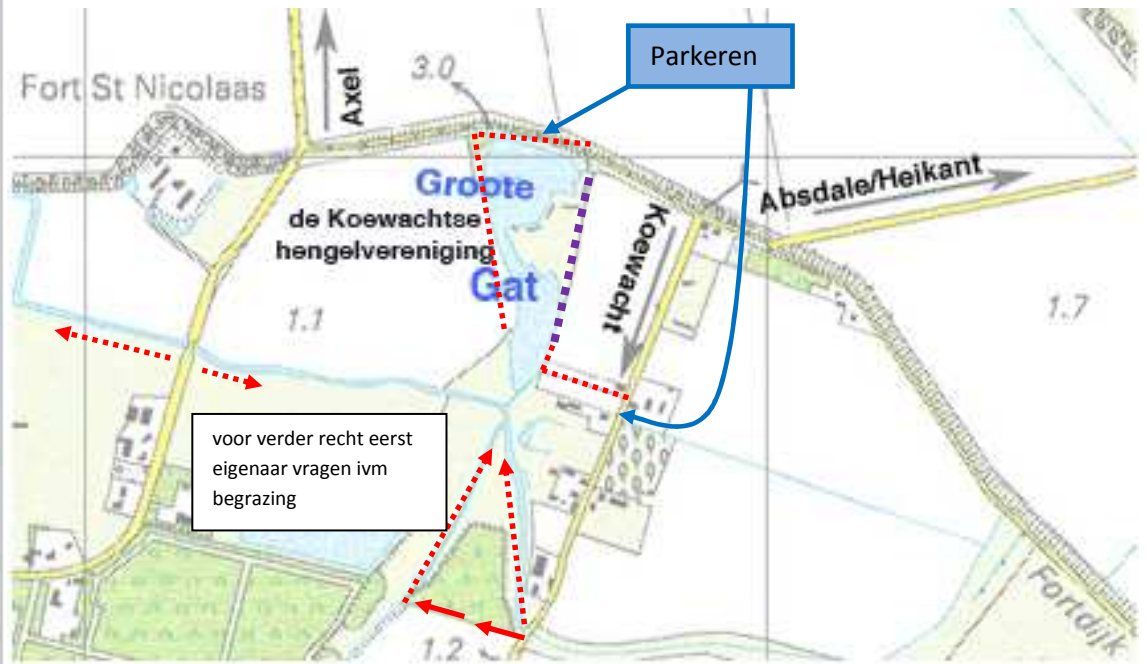 Parkeren
Fort St Nicolaas
Axel
3.0
Groote
de Koewachtse
hengelvereniging
Gat
Koewacht
Absdale/Heikant
1.1
1.7
voor verder recht eerst
eigenaar vragen ivm
begrazing
Fortdijk
1.2